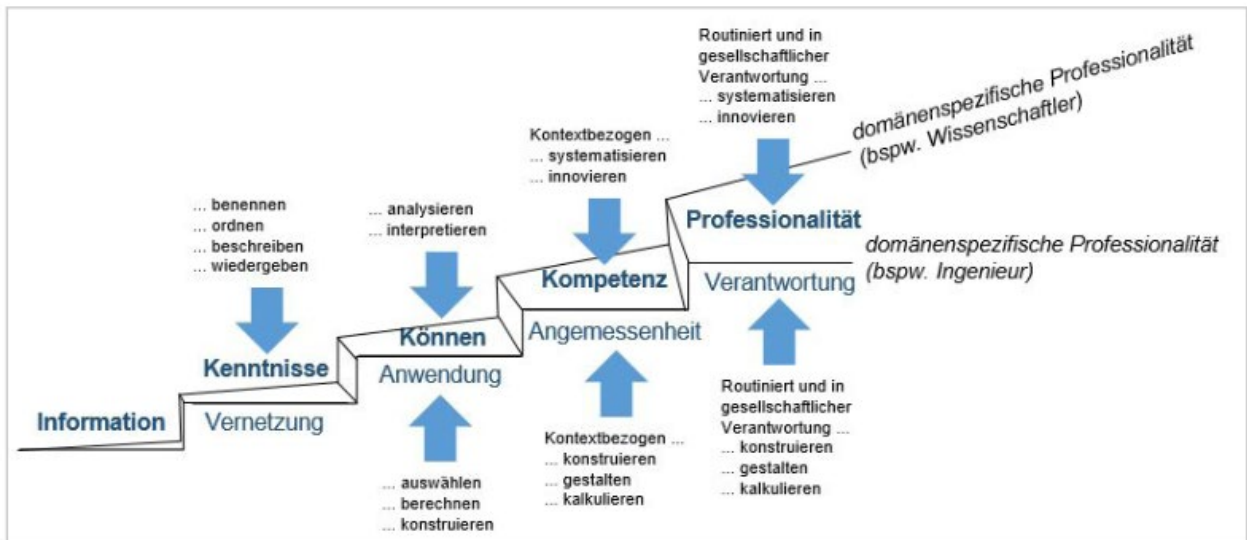 Information
... benennen
... ordnen
... beschreiben
... wiedergeben
Kenntnisse
Vernetzung
... analysieren
... interpretieren
Können
Anwendung
... auswählen
... berechnen
... konstruieren
Kontextbezogen ...
... systematisieren
... innovieren
Kompetenz
Angemessenheit
Kontextbezogen ...
... konstruieren
... gestalten
... kalkulieren
Routiniert und in
gesellschaftlicher
Verantwortung ...
... systematisieren
... innovieren
Professionalität
Verantwortung
Routiniert und in
gesellschaftlicher
Verantwortung ...
... konstruieren
... gestalten
... kalkulieren
domänenspezifische Professionalität
(bspw. Wissenschaftler)
domänenspezifische Professionalität
(bspw. Ingenieur)